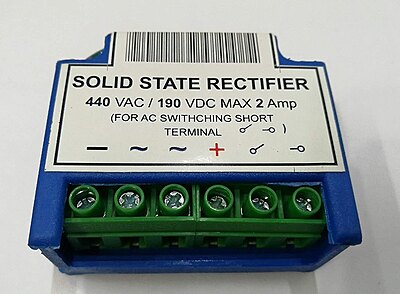 SOLID STATE RECTIFIER
440 VAC / 190 VDC MAX 2 Amp
(FOR AC SWITHCHING SHORT
TERMINAL )
− ~ ~ +